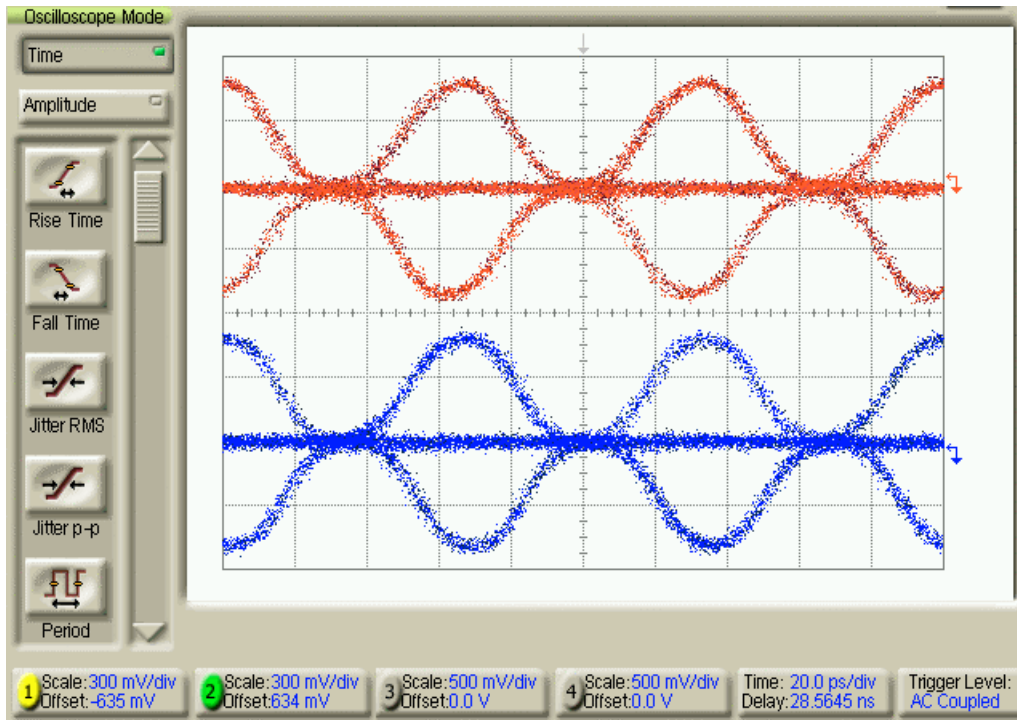 Oscilloscope Mode
Time
Amplitude
Rise Time
Fall Time
Jitter RMS
Jitter p-p
Period
1 Scale:300 mV/div
Offset:-635 mV
2 Scale:300 mV/div
Offset:634 mV
3 Scale:500 mV/div
Offset:0.0 V
4 Scale:500 mV/div
Offset:0.0 V
Time: 20.0 ps/div
Delay:28.5645 ns
Trigger Level:
AC Coupled